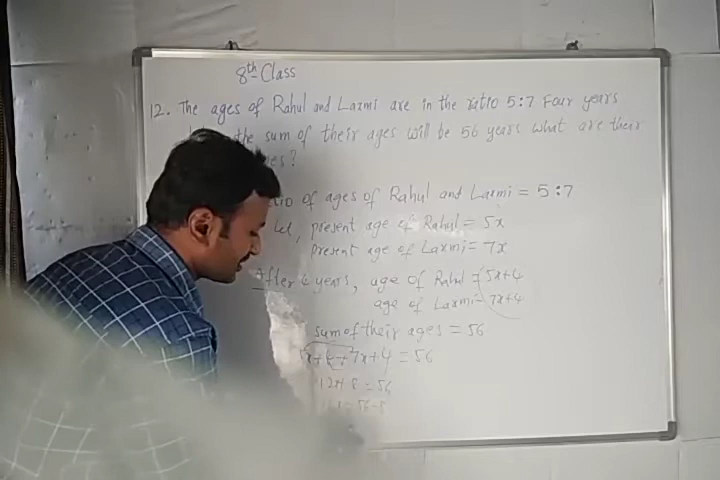 8th Class
12. The ages of Rahul and Laxmi are in the ratio 5:7 Four years
the sum of their ages will be 56 years what are their
of ages of Rahul and Laxmi = 5:7
Let, present age of Rahul = 5x
present age of Laxmi = 7x
After 4 years, age of Rahul = 5x+4
age of Laxmi = 7x+4
sum of their ages = 56
7x+4 = 56
12x+8 = 56